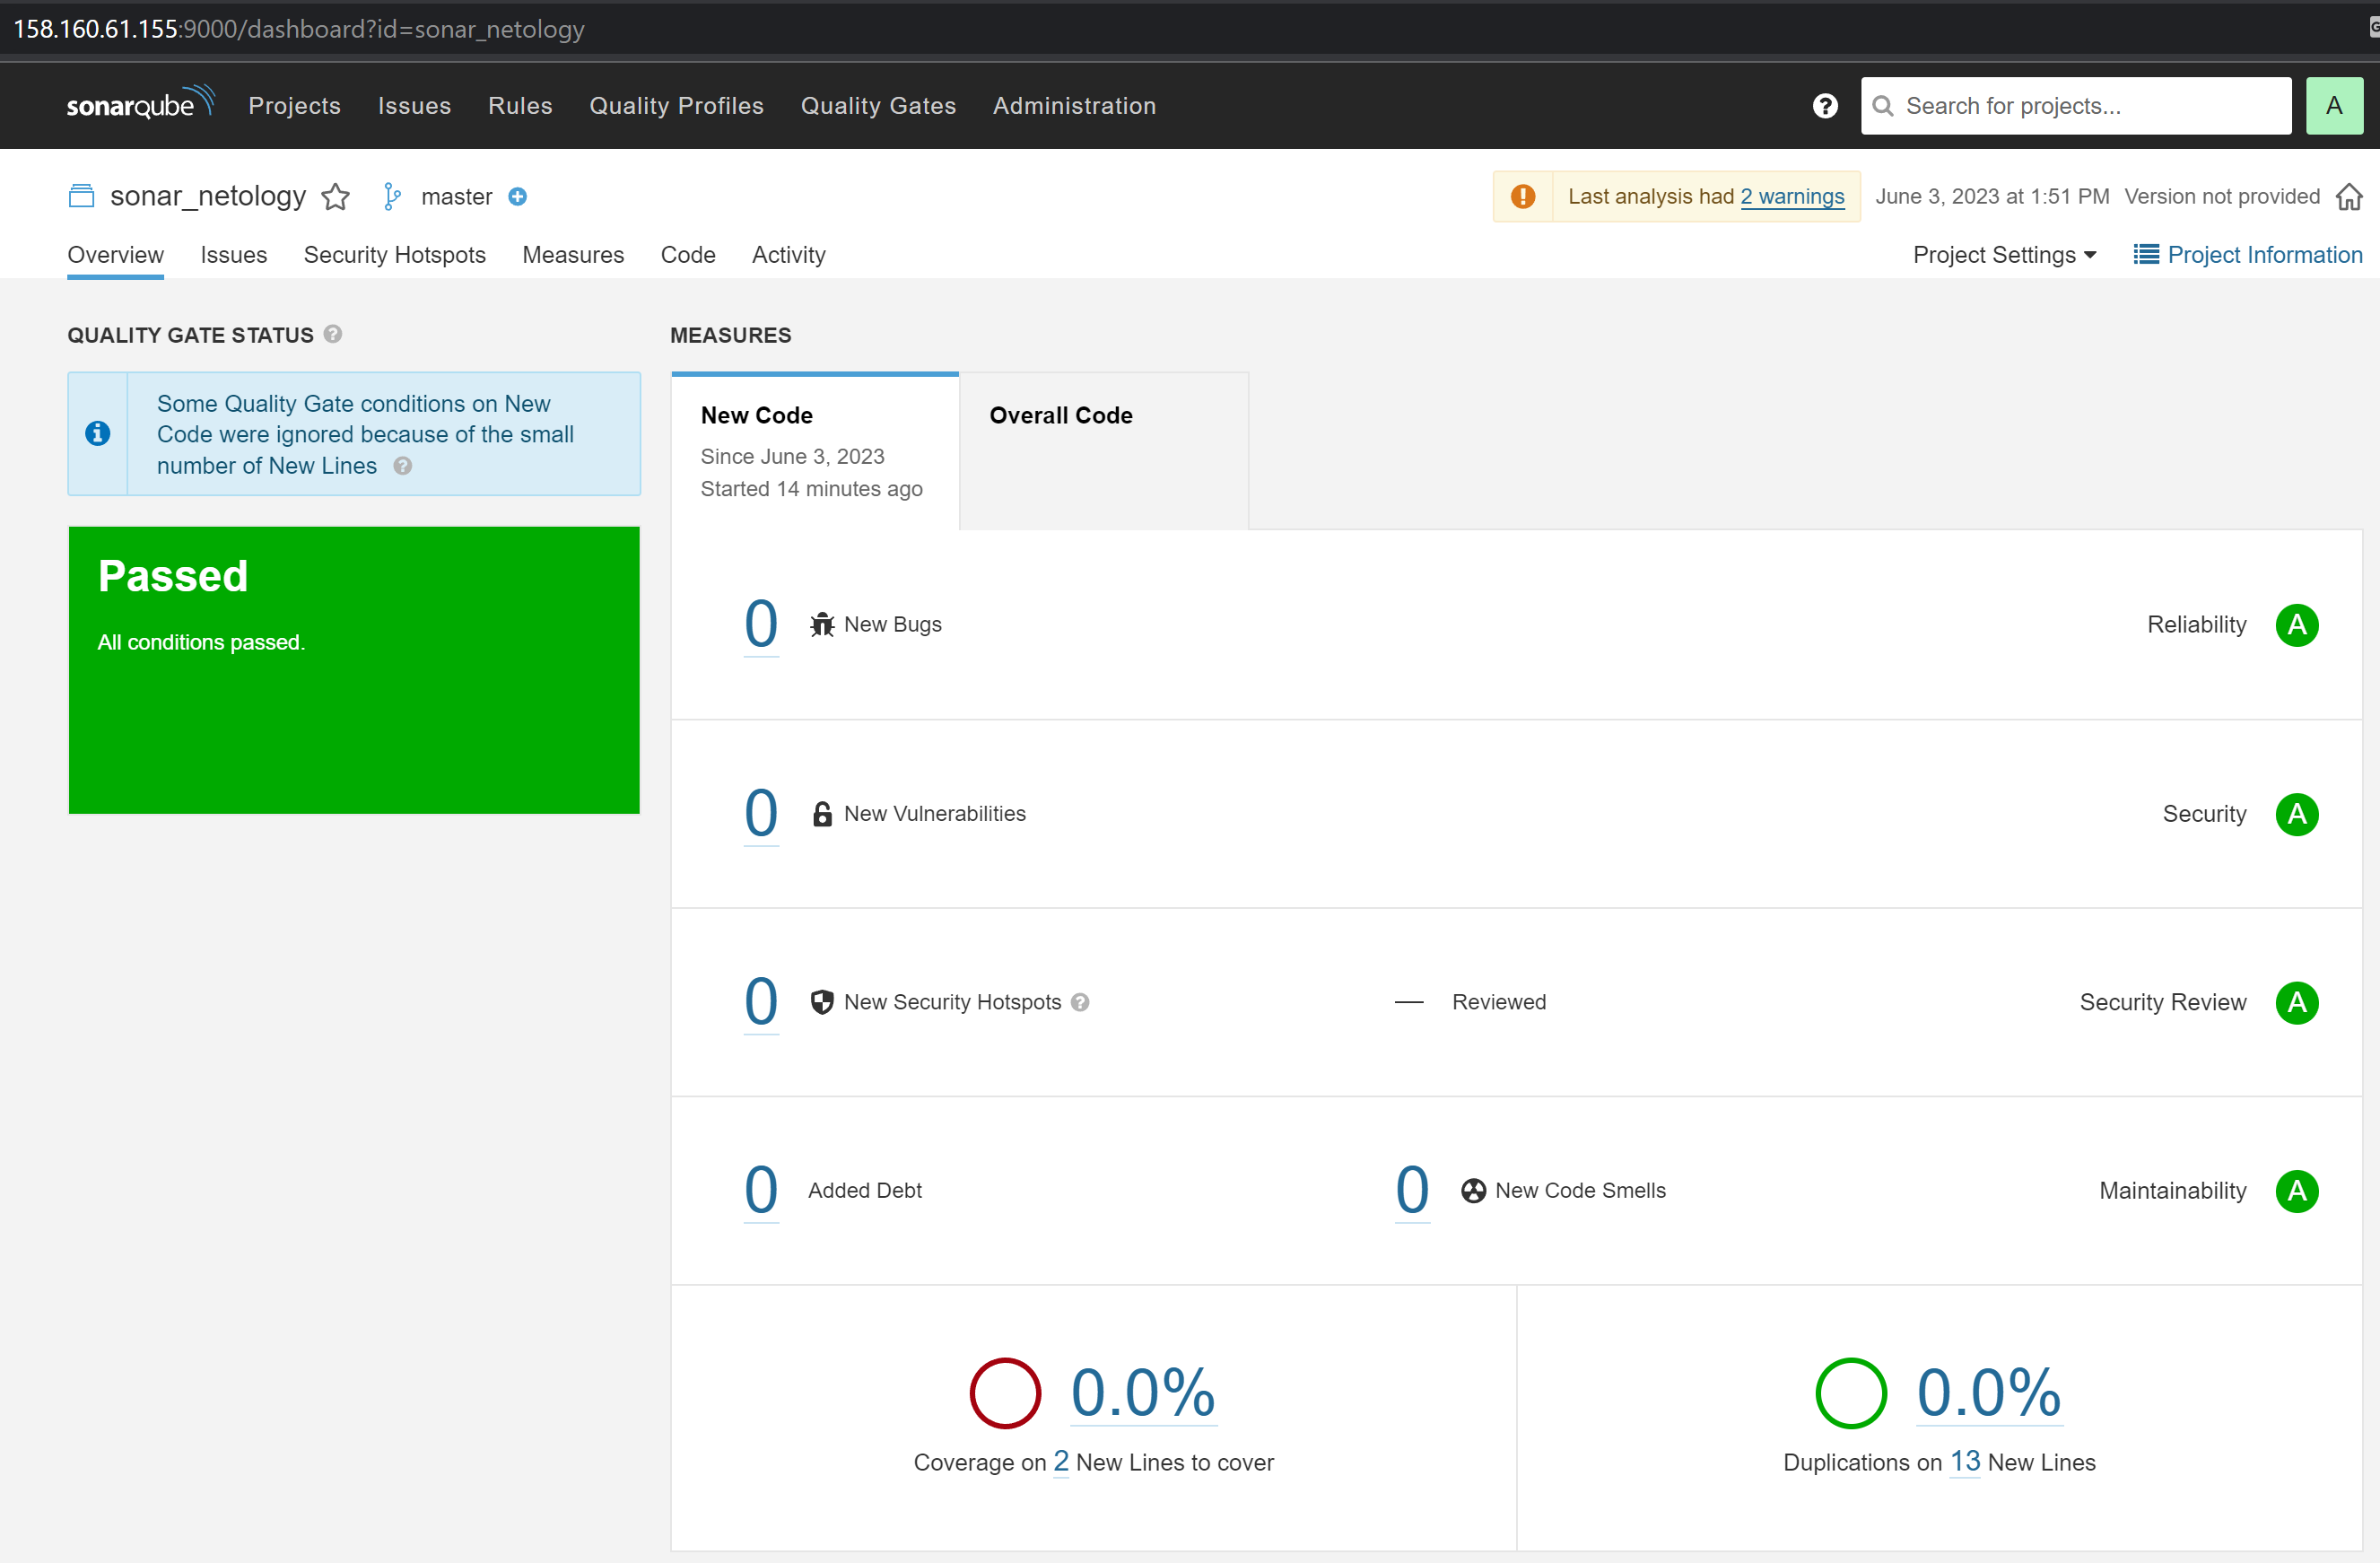 158.160.61.155:9000/dashboard?id=sonar_netology
G
sonarqube Projects Issues Rules Quality Profiles Quality Gates Administration ? Search for projects... A
sonar_netology master Last analysis had 2 warnings June 3, 2023 at 1:51 PM Version not provided
Overview Issues Security Hotspots Measures Code Activity Project Settings Project Information
QUALITY GATE STATUS ?
Some Quality Gate conditions on New
Code were ignored because of the small
number of New Lines ?
Passed
All conditions passed.
MEASURES
New Code
Since June 3, 2023
Started 14 minutes ago
Overall Code
0 New Bugs Reliability A
0 New Vulnerabilities Security A
0 New Security Hotspots ? — Reviewed Security Review A
0 Added Debt 0 New Code Smells Maintainability A
0.0%
Coverage on 2 New Lines to cover
0.0%
Duplications on 13 New Lines